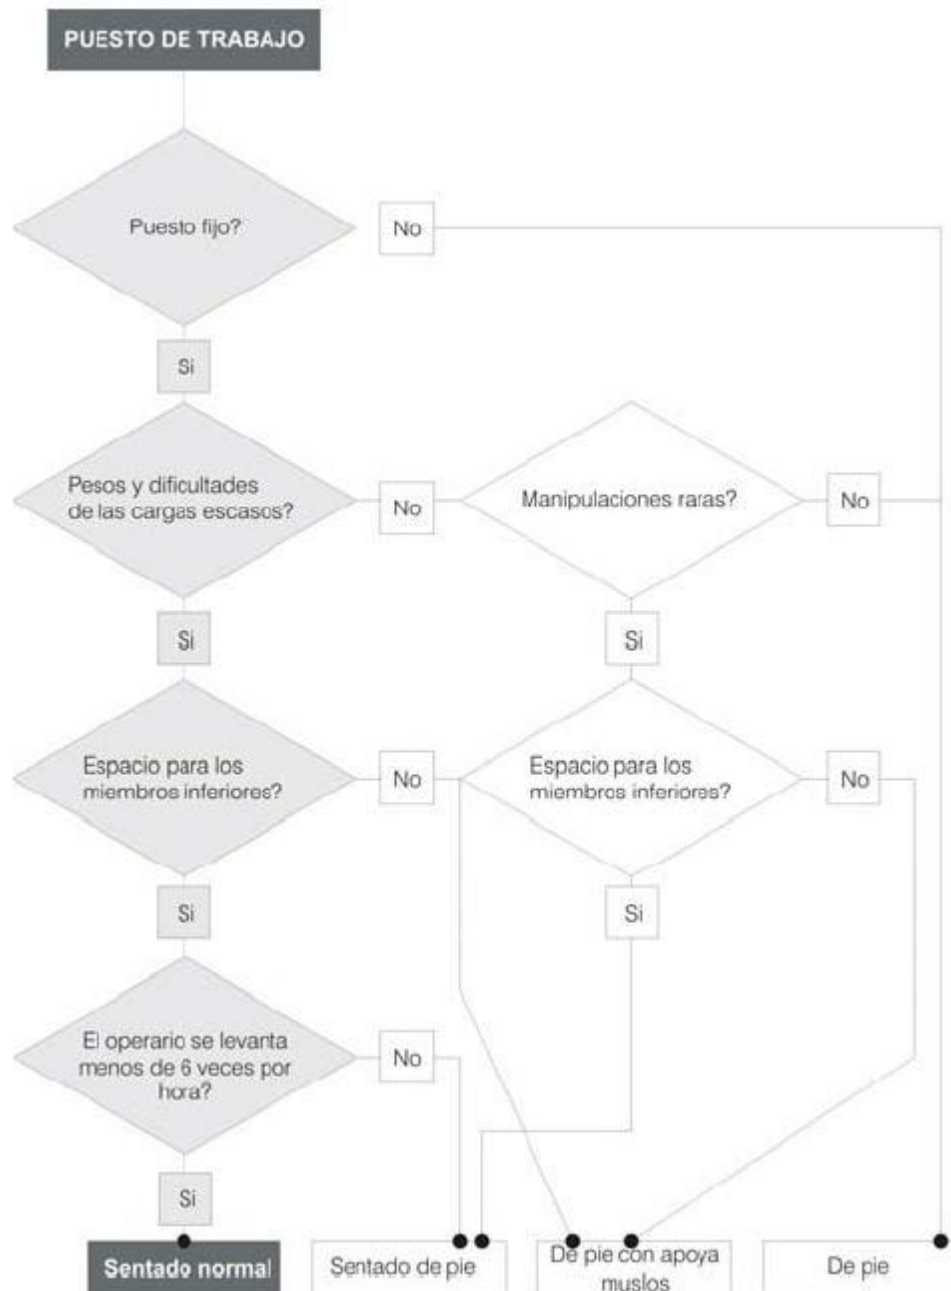 PUESTO DE TRABAJO
Puesto fijo?
No
Si
Pesos y dificultades
de las cargas escasos?
No
Manipulaciones raras?
No
Si
Si
Espacio para los
miembros inferiores?
No
Espacio para los
miembros inferiores?
No
Si
Si
El operario se levanta
menos de 6 veces por
hora?
No
Si
Sentado normal
Sentado de pie
De pie con apoya
muslos
De pie